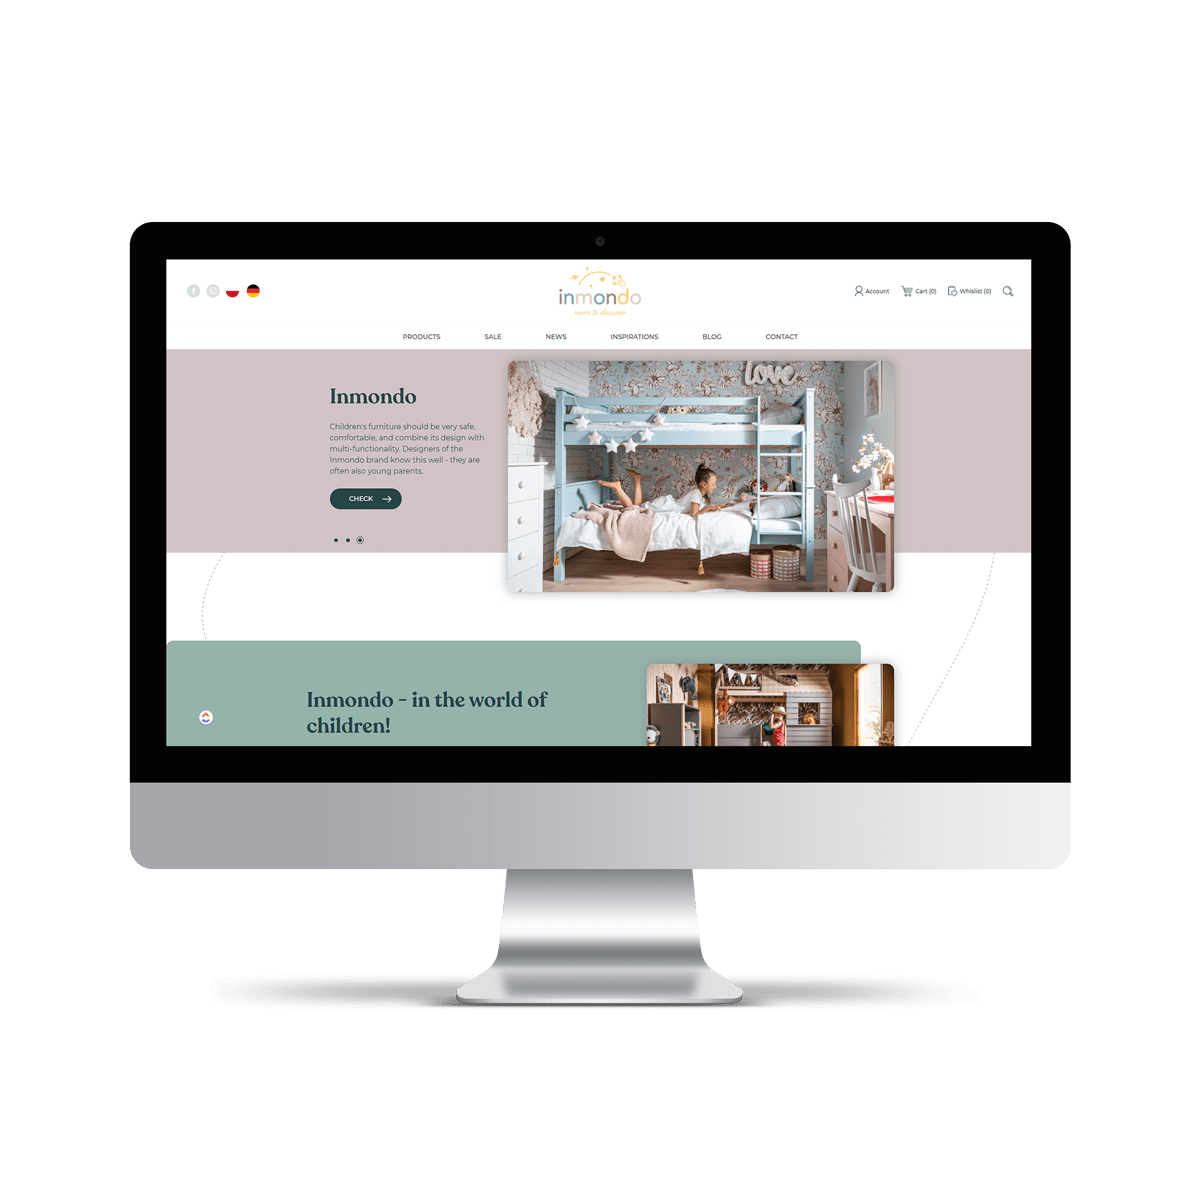 inmondo
room to discover
Account
Cart (0)
Whislist (0)
PRODUCTS
SALE
NEWS
INSPIRATIONS
BLOG
CONTACT
Inmondo
Children's furniture should be very safe,
comfortable, and combine its design with
multi-functionality. Designers of the
Inmondo brand know this well - they are
often also young parents.
CHECK
love
Inmondo - in the world of
children!